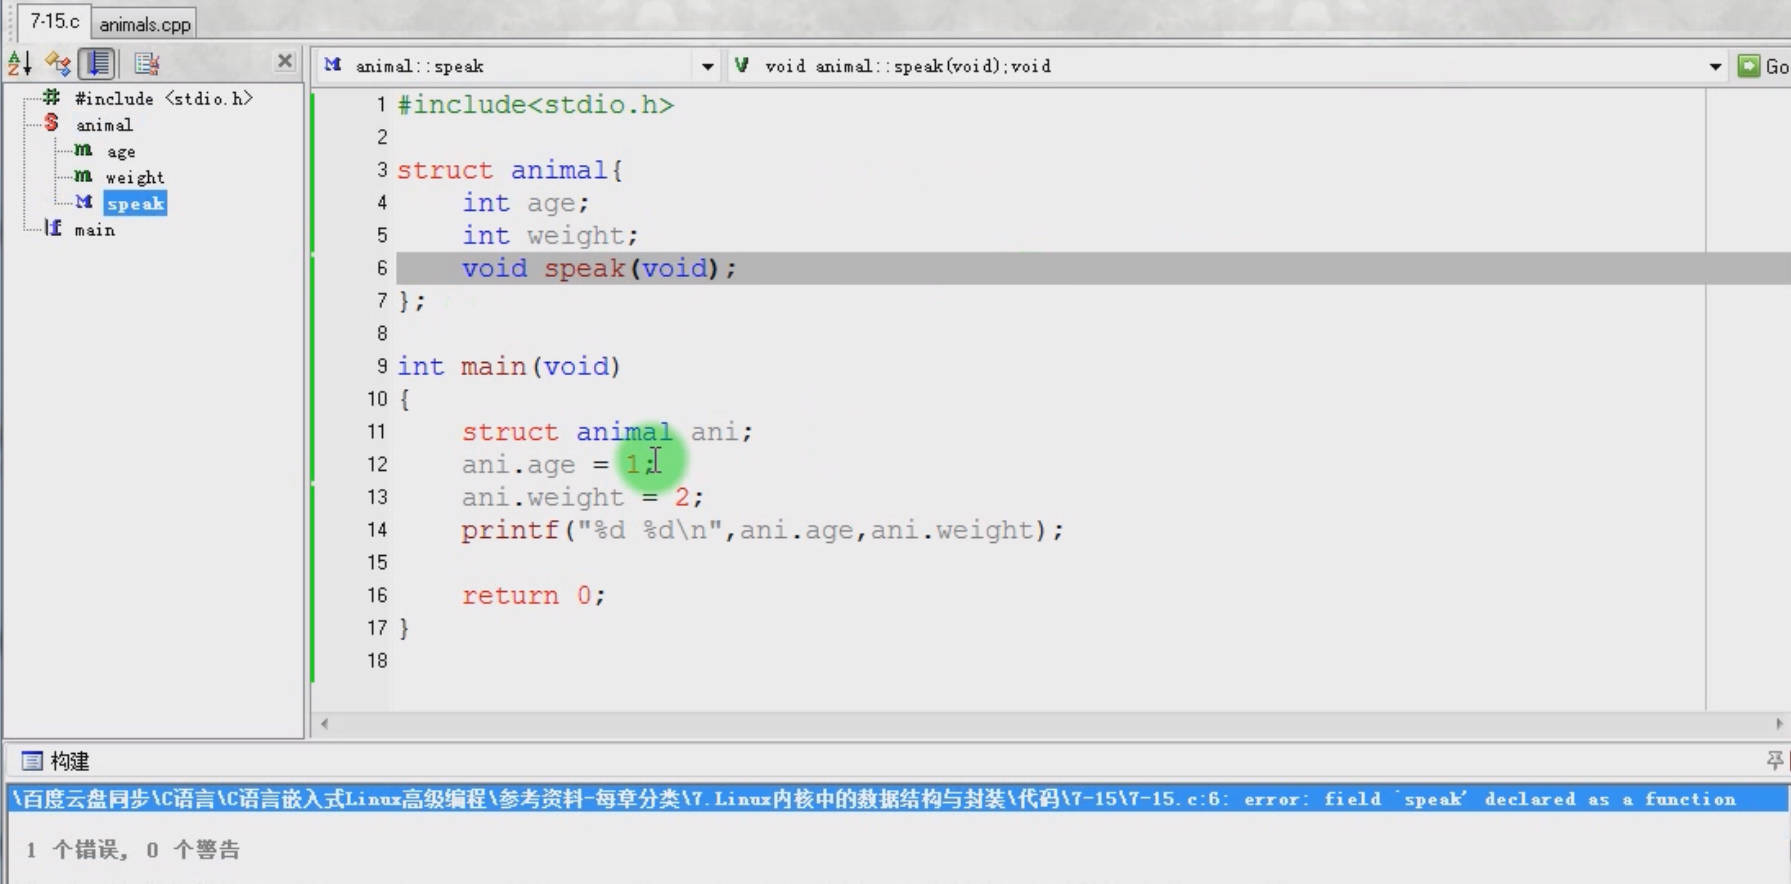 7-15.c animals.cpp
animal::speak void animal::speak(void);void Go
#include <stdio.h>
animal
age
weight
speak
main
1 #include<stdio.h>
2
3 struct animal{
4 int age;
5 int weight;
6 void speak(void);
7 };
8
9 int main(void)
10 {
11 struct animal ani;
12 ani.age = 1;
13 ani.weight = 2;
14 printf("%d %d\n",ani.age,ani.weight);
15
16 return 0;
17 }
18
构建
\百度云盘同步\C语言\C语言嵌入式Linux高级编程\参考资料-每章分类\7.Linux内核中的数据结构与封装\代码\7-15\7-15.c:6: error: field `speak' declared as a function
1 个错误, 0 个警告